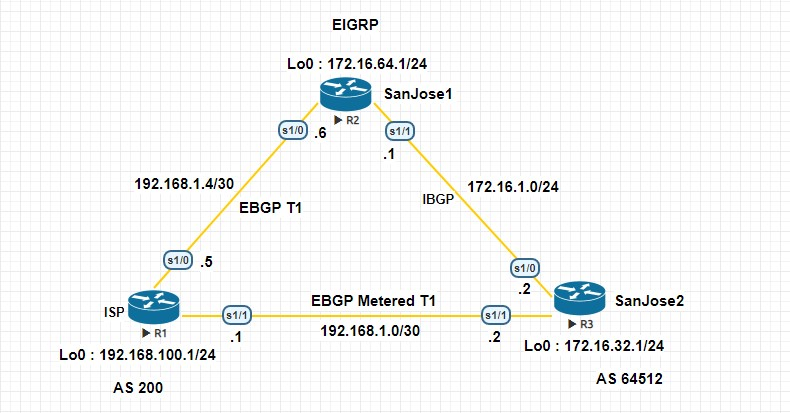 EIGRP
Lo0 : 172.16.64.1/24
SanJose1
R2
s1/0
.6
s1/1
.1
192.168.1.4/30
EBGP T1
IBGP
172.16.1.0/24
s1/0
.5
s1/0
.2
ISP
R1
s1/1
.1
EBGP Metered T1
192.168.1.0/30
s1/1
.2
SanJose2
R3
Lo0 : 192.168.100.1/24
Lo0 : 172.16.32.1/24
AS 200
AS 64512